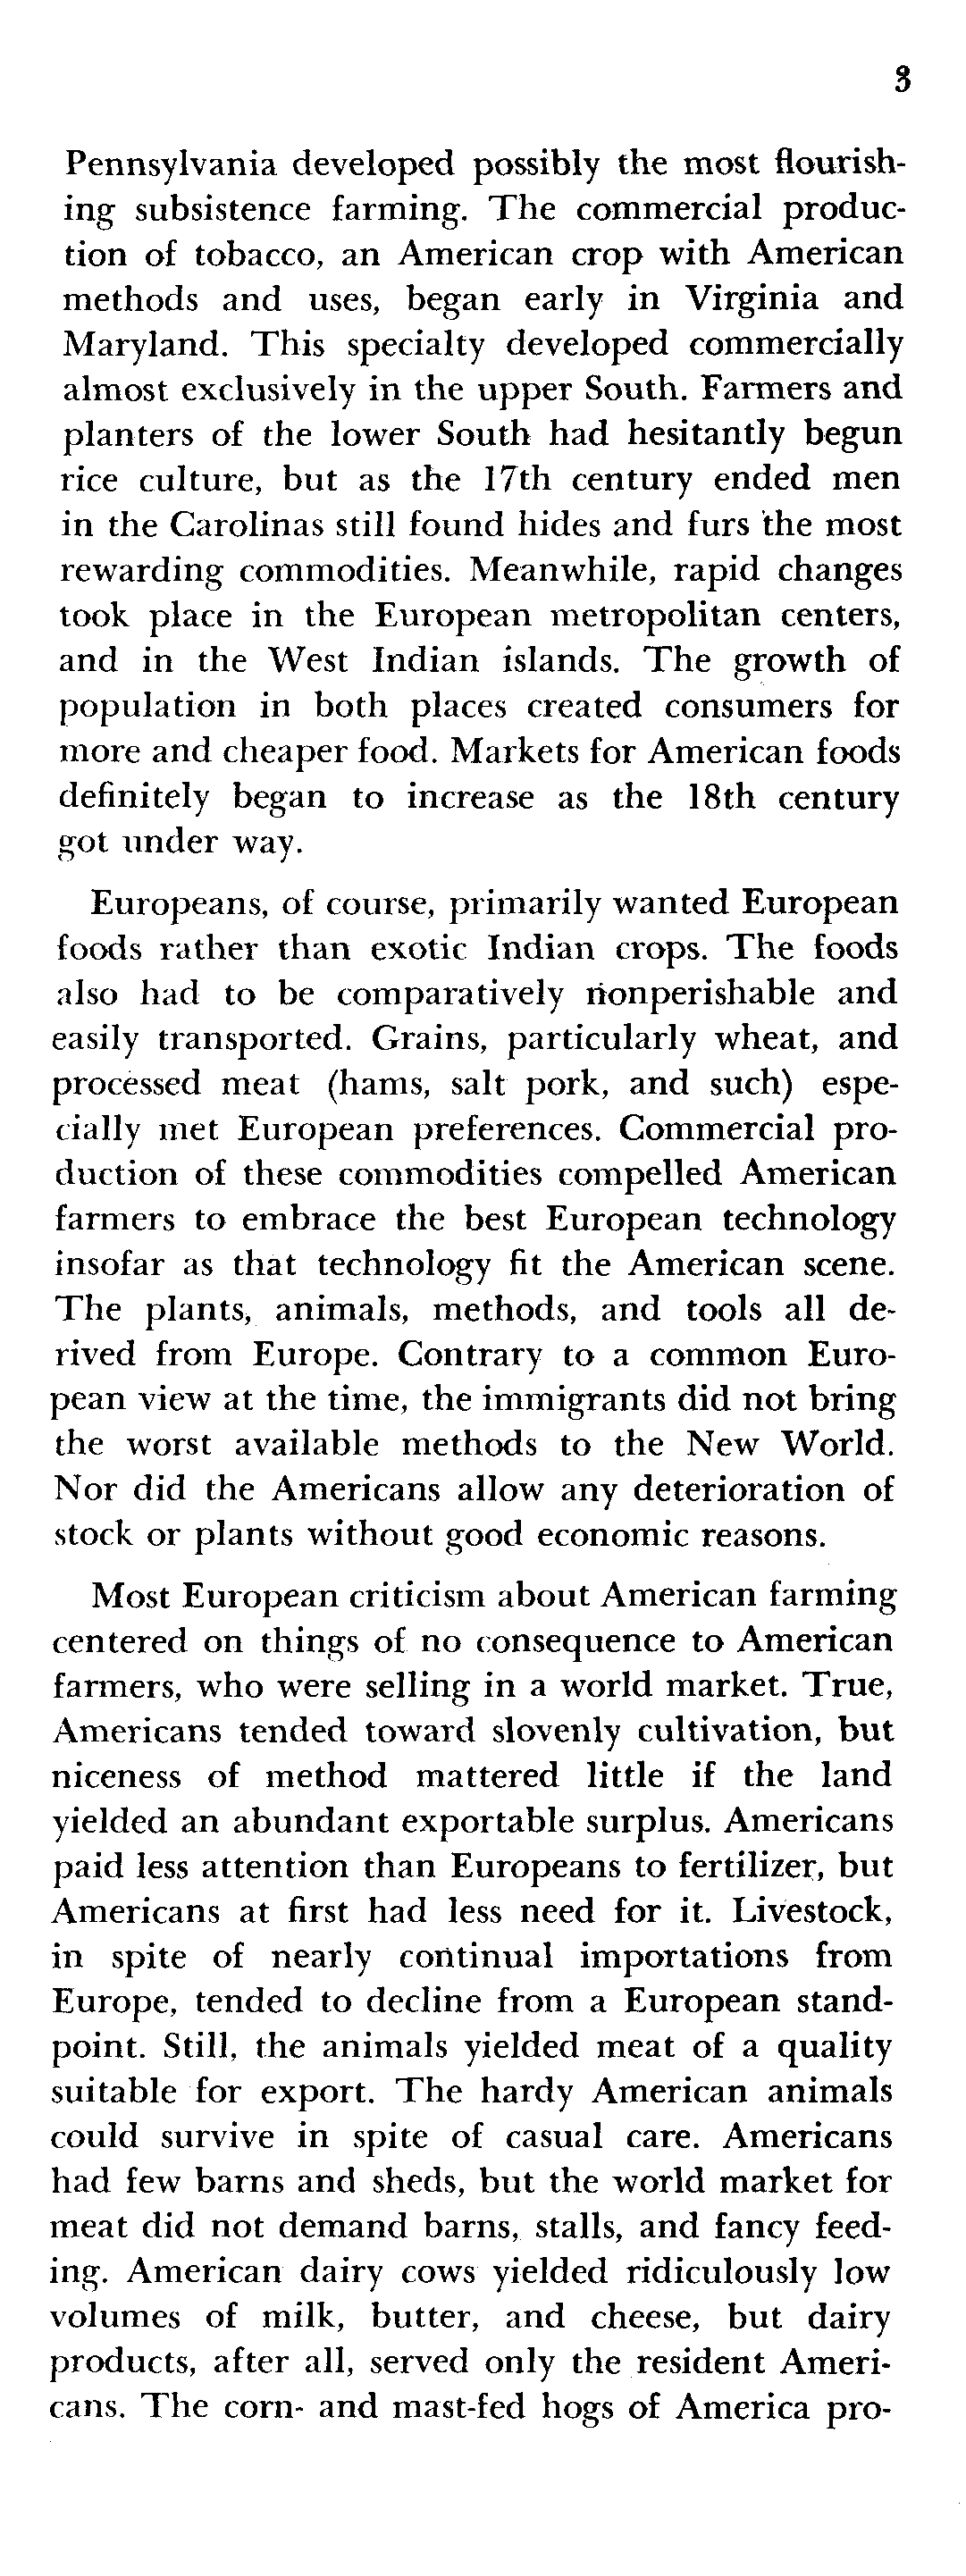 3
Pennsylvania developed possibly the most flourish-
ing subsistence farming. The commercial produc-
tion of tobacco, an American crop with American
methods and uses, began early in Virginia and
Maryland. This specialty developed commercially
almost exclusively in the upper South. Farmers and
planters of the lower South had hesitantly begun
rice culture, but as the 17th century ended men
in the Carolinas still found hides and furs the most
rewarding commodities. Meanwhile, rapid changes
took place in the European metropolitan centers,
and in the West Indian islands. The growth of
population in both places created consumers for
more and cheaper food. Markets for American foods
definitely began to increase as the 18th century
got under way.
Europeans, of course, primarily wanted European
foods rather than exotic Indian crops. The foods
also had to be comparatively nonperishable and
easily transported. Grains, particularly wheat, and
processed meat (hams, salt pork, and such) espe-
cially met European preferences. Commercial pro-
duction of these commodities compelled American
farmers to embrace the best European technology
insofar as that technology fit the American scene.
The plants, animals, methods, and tools all de-
rived from Europe. Contrary to a common Euro-
pean view at the time, the immigrants did not bring
the worst available methods to the New World.
Nor did the Americans allow any deterioration of
stock or plants without good economic reasons.
Most European criticism about American farming
centered on things of no consequence to American
farmers, who were selling in a world market. True,
Americans tended toward slovenly cultivation, but
niceness of method mattered little if the land
yielded an abundant exportable surplus. Americans
paid less attention than Europeans to fertilizer, but
Americans at first had less need for it. Livestock,
in spite of nearly continual importations from
Europe, tended to decline from a European stand-
point. Still, the animals yielded meat of a quality
suitable for export. The hardy American animals
could survive in spite of casual care. Americans
had few barns and sheds, but the world market for
meat did not demand barns, stalls, and fancy feed-
ing. American dairy cows yielded ridiculously low
volumes of milk, butter, and cheese, but dairy
products, after all, served only the resident Ameri-
cans. The corn- and mast-fed hogs of America pro-